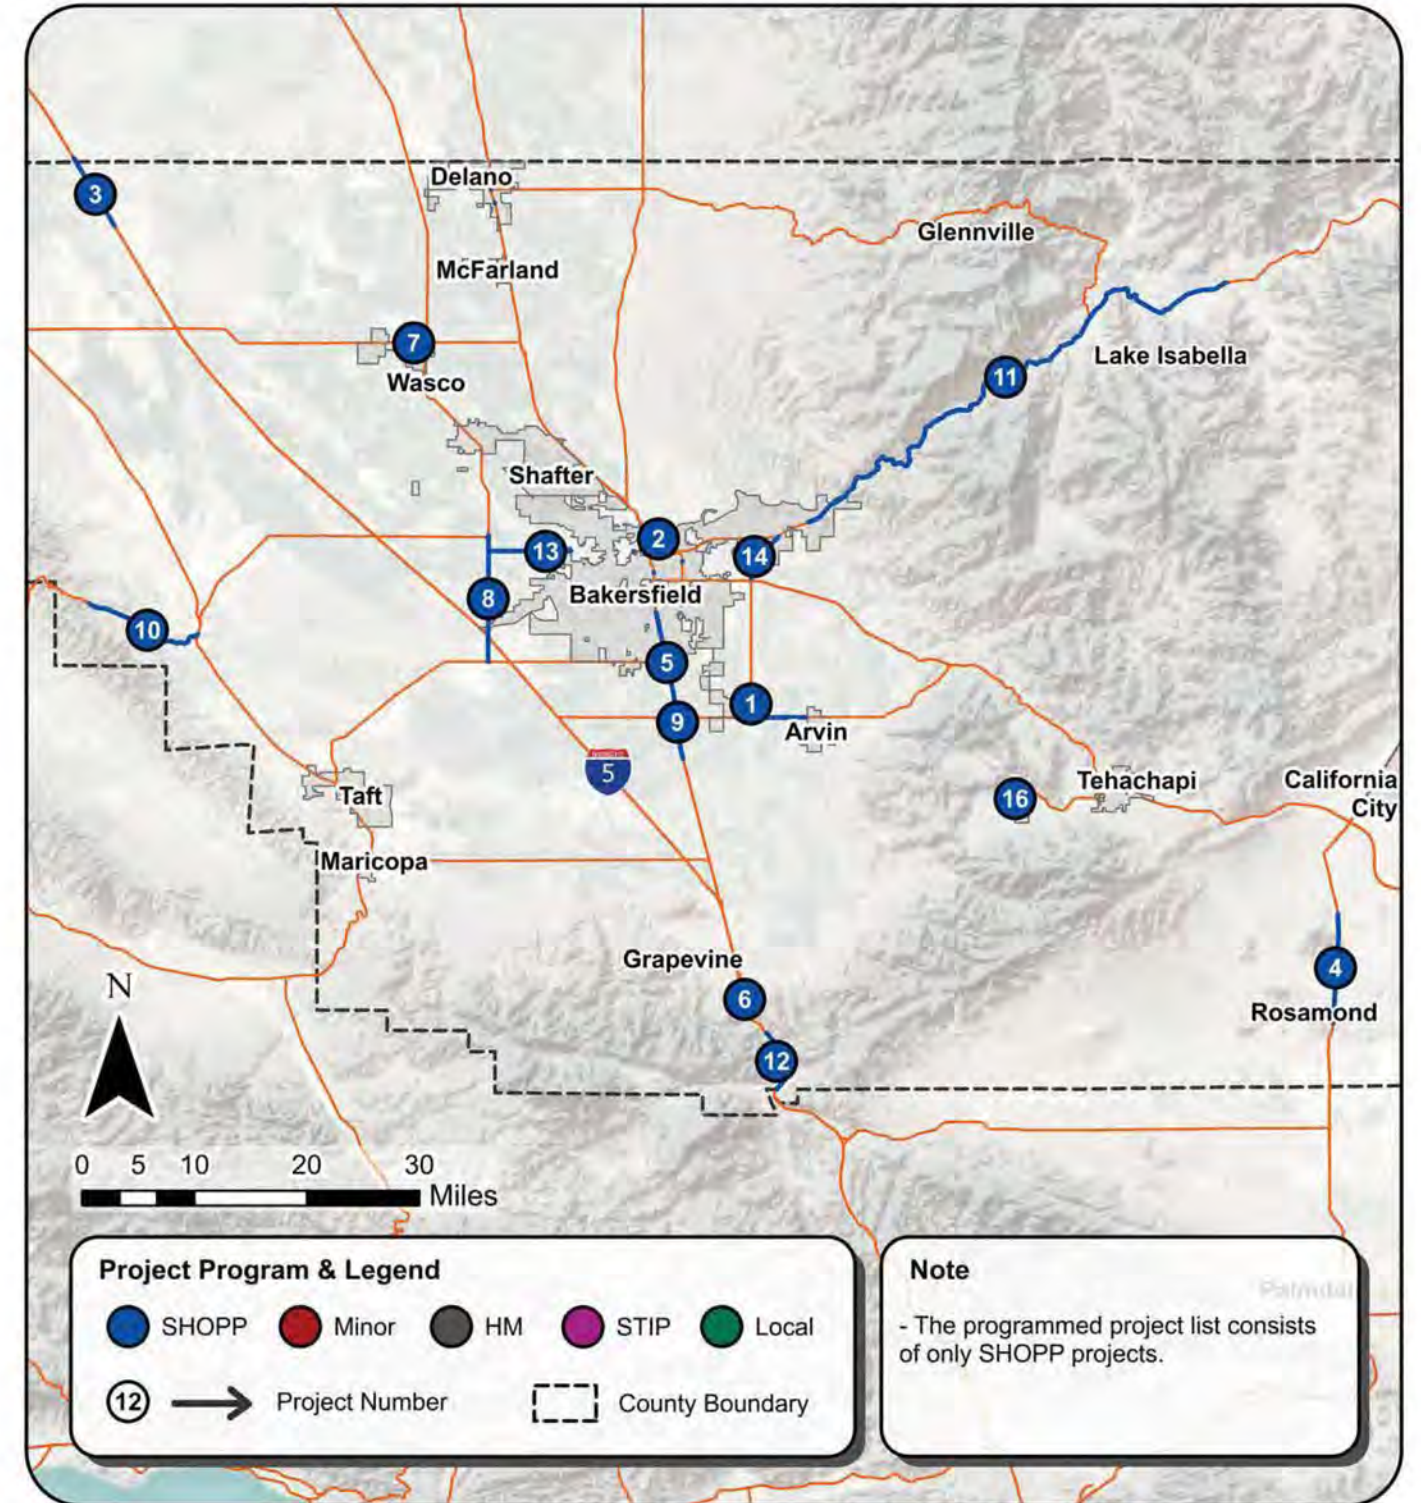 Delano
3
Glennville
McFarland
7
Lake Isabella
11
Wasco
Shafter
2
13
14
8
Bakersfield
10
5
1
9
Arvin
INTERSTATE
5
Tehachapi
California
City
16
Taft
Maricopa
Grapevine
4
6
Rosamond
N
12
0 5 10 20 30
Miles
Project Program & Legend
SHOPP Minor HM STIP Local
12 Project Number County Boundary
Note
Palmdal
- The programmed project list consists
of only SHOPP projects.